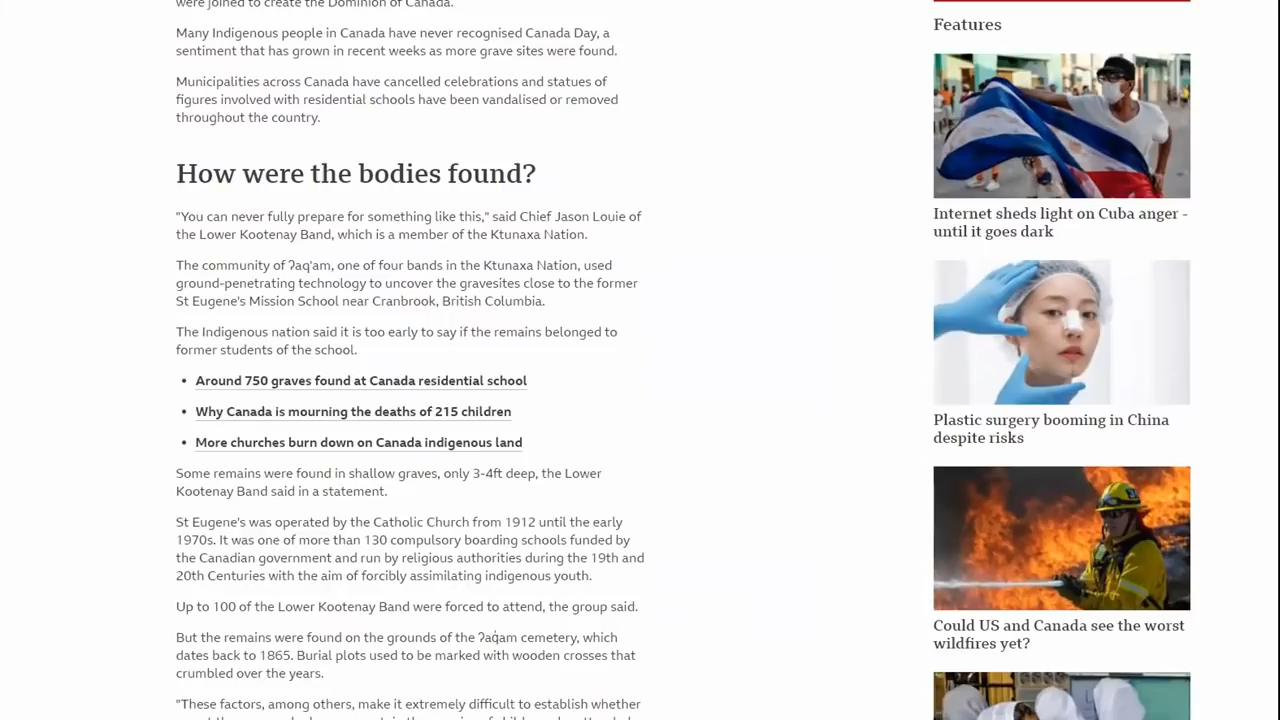 were joined to create the Dominion of Canada.
Many Indigenous people in Canada have never recognised Canada Day, a
sentiment that has grown in recent weeks as more grave sites were found.
Municipalities across Canada have cancelled celebrations and statues of
figures involved with residential schools have been vandalised or removed
throughout the country.
How were the bodies found?
"You can never fully prepare for something like this," said Chief Jason Louie of
the Lower Kootenay Band, which is a member of the Ktunaxa Nation.
The community of ʔaq'am, one of four bands in the Ktunaxa Nation, used
ground-penetrating technology to uncover the gravesites close to the former
St Eugene's Mission School near Cranbrook, British Columbia.
The Indigenous nation said it is too early to say if the remains belonged to
former students of the school.
• Around 750 graves found at Canada residential school
• Why Canada is mourning the deaths of 215 children
• More churches burn down on Canada indigenous land
Some remains were found in shallow graves, only 3-4ft deep, the Lower
Kootenay Band said in a statement.
St Eugene's was operated by the Catholic Church from 1912 until the early
1970s. It was one of more than 130 compulsory boarding schools funded by
the Canadian government and run by religious authorities during the 19th and
20th Centuries with the aim of forcibly assimilating indigenous youth.
Up to 100 of the Lower Kootenay Band were forced to attend, the group said.
But the remains were found on the grounds of the ʔaq̓am cemetery, which
dates back to 1865. Burial plots used to be marked with wooden crosses that
crumbled over the years.
"These factors, among others, make it extremely difficult to establish whether
Features
Internet sheds light on Cuba anger -
until it goes dark
Plastic surgery booming in China
despite risks
Could US and Canada see the worst
wildfires yet?